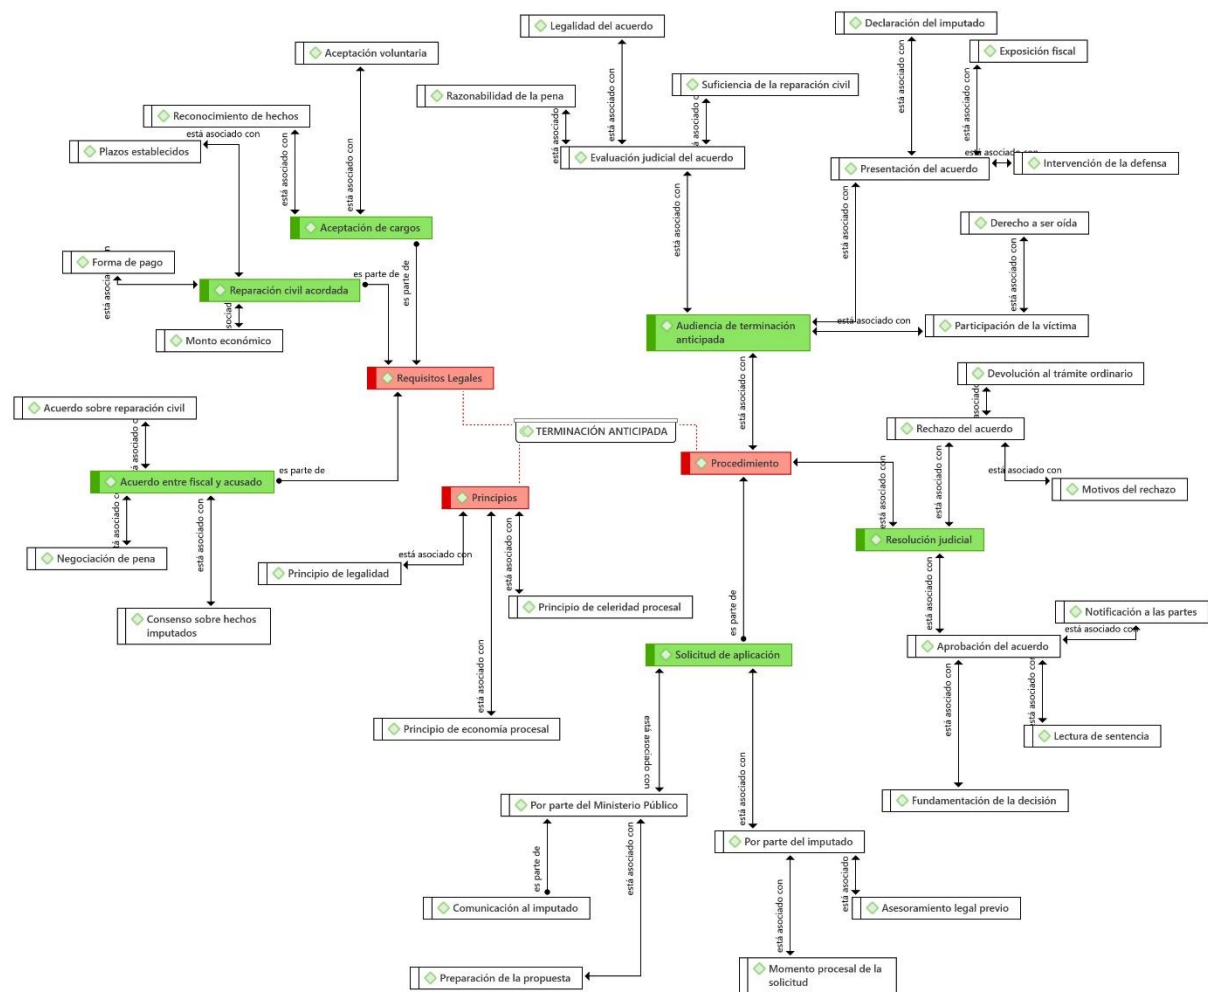 Legalidad del acuerdo
Declaración del imputado
Aceptación voluntaria
Exposición fiscal
está asociado con
está asociado con
está asociado con
está asociado con
Razonabilidad de la pena
Suficiencia de la reparación civil
Reconocimiento de hechos
está asociado con
está asociado
está asociado
Plazos establecidos
Evaluación judicial del acuerdo
está asociado con
Presentación del acuerdo
Intervención de la defensa
está asociado con
está asociado con
está asociado con
Aceptación de cargos
Derecho a ser oída
está asociado con
Forma de pago
es parte de
es parte de
Reparación civil acordada
está asociado con
Audiencia de terminación
anticipada
Participación de la víctima
Monto económico
está asociado con
Devolución al trámite ordinario
Requisitos Legales
Acuerdo sobre reparación civil
Rechazo del acuerdo
TERMINACIÓN ANTICIPADA
es parte de
Procedimiento
está asociado con
está asociado con
está asociado con
Acuerdo entre fiscal y acusado
Motivos del rechazo
Principios
está asociado con
Resolución judicial
Negociación de pena
está asociado con
está asociado con
Principio de legalidad
está asociado con
es parte de
está asociado con
Principio de celeridad procesal
Consenso sobre hechos
imputados
Notificación a las partes
está asociado con
Solicitud de aplicación
Aprobación del acuerdo
está asociado con
está asociado con
está asociado con
está asociado con
está asociado con
Principio de economía procesal
Lectura de sentencia
Por parte del Ministerio Público
Fundamentación de la decisión
es parte de
está asociado con
Por parte del imputado
está asociado con
está asociado
Comunicación al imputado
Asesoramiento legal previo
Preparación de la propuesta
Momento procesal de la
solicitud